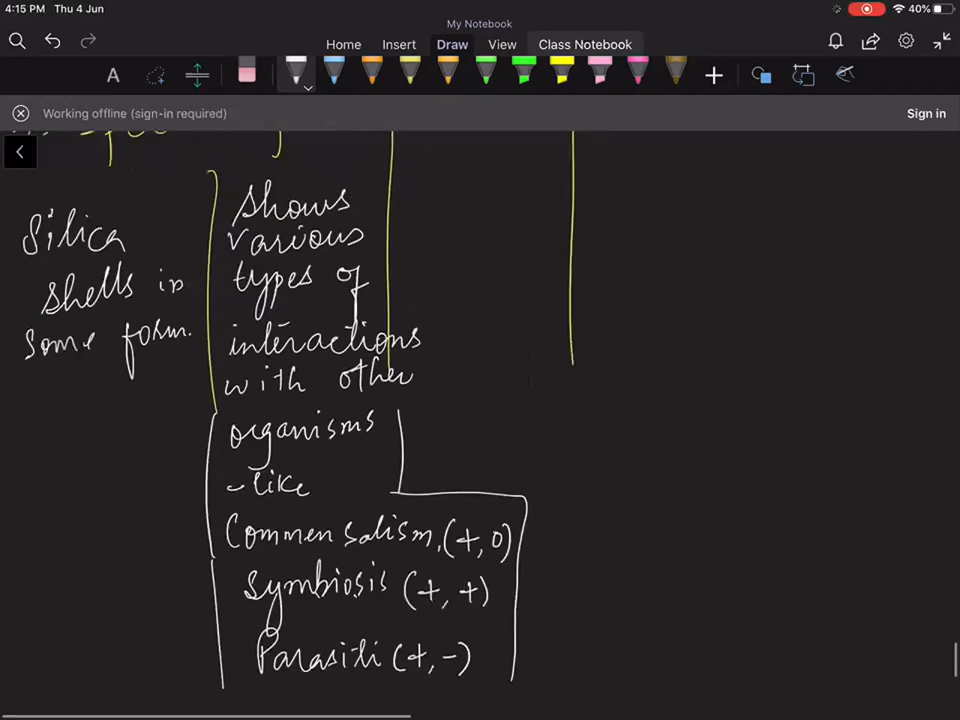 4:15 PM Thu 4 Jun
40%
My Notebook
Home Insert Draw View Class Notebook
A
Working offline (sign-in required) Sign in
Silica
shells in
some form.
shows
various
types of
interactions
with other
organisms
- like
Commensalism, (+, 0)
Symbiosis (+, +)
Parasiti (+, -)